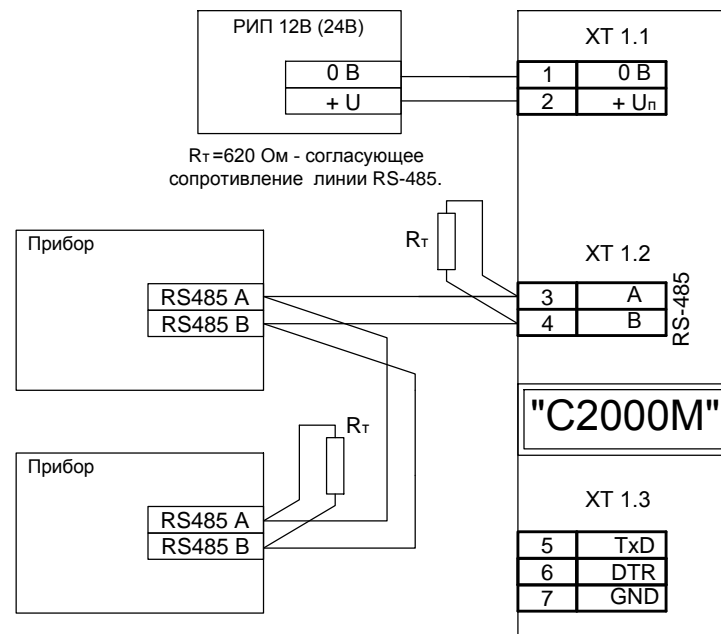 РИП 12В (24В)
0 В
+ U
XT 1.1
1 0 В
2 + Uп
Rт=620 Ом - согласующее
сопротивление линии RS-485.
Rт
XT 1.2
3 A
4 B
RS-485
Прибор
RS485 A
RS485 B
"С2000М"
Rт
Прибор
RS485 A
RS485 B
XT 1.3
5 TxD
6 DTR
7 GND